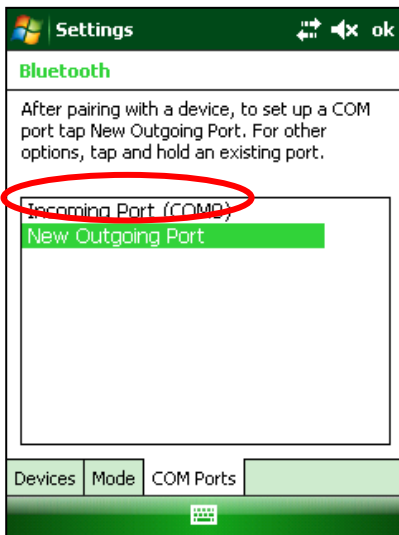 Settings
ok
Bluetooth
After pairing with a device, to set up a COM
port tap New Outgoing Port. For other
options, tap and hold an existing port.
Incoming Port
New Outgoing Port
Devices
Mode
COM Ports